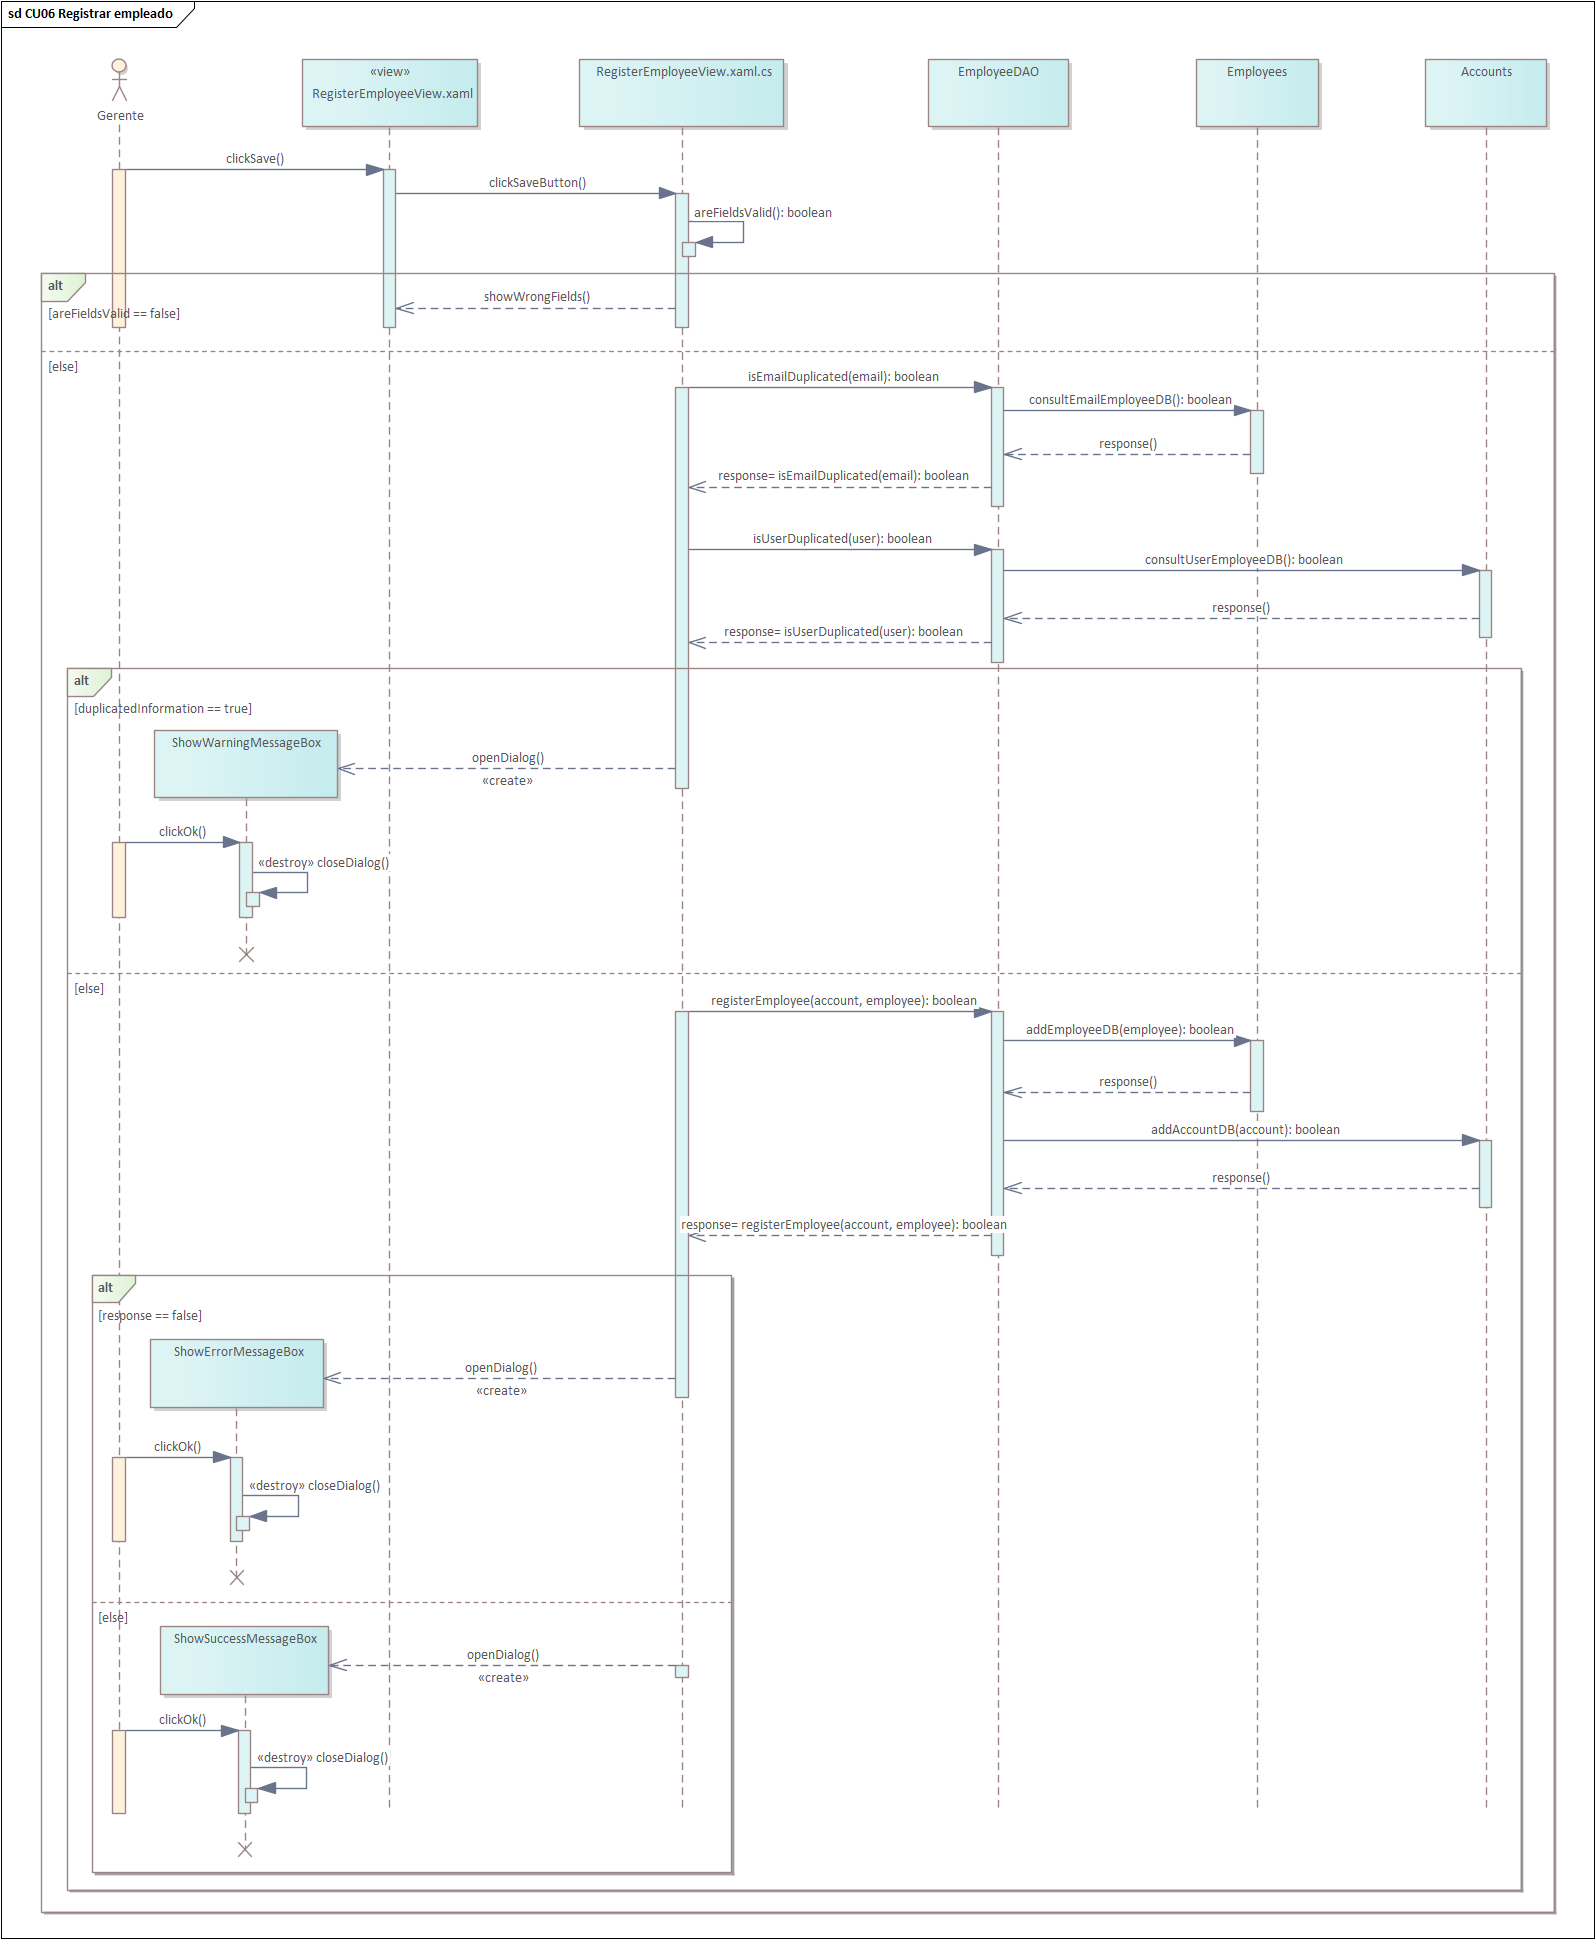 sd CU06 Registrar empleado
Gerente
«view»
RegisterEmployeeView.xaml
RegisterEmployeeView.xaml.cs
EmployeeDAO
Employees
Accounts
clickSave()
clickSaveButton()
areFieldsValid(): boolean
alt
showWrongFields()
[areFieldsValid == false]
[else]
isEmailDuplicated(email): boolean
consultEmailEmployeeDB(): boolean
response()
response= isEmailDuplicated(email): boolean
isUserDuplicated(user): boolean
consultUserEmployeeDB(): boolean
response()
response= isUserDuplicated(user): boolean
alt
[duplicatedInformation == true]
ShowWarningMessageBox
openDialog()
«create»
clickOk()
«destroy» closeDialog()
[else]
registerEmployee(account, employee): boolean
addEmployeeDB(employee): boolean
response()
addAccountDB(account): boolean
response()
response= registerEmployee(account, employee): boolean
alt
[response == false]
ShowErrorMessageBox
openDialog()
«create»
clickOk()
«destroy» closeDialog()
[else]
ShowSuccessMessageBox
openDialog()
«create»
clickOk()
«destroy» closeDialog()